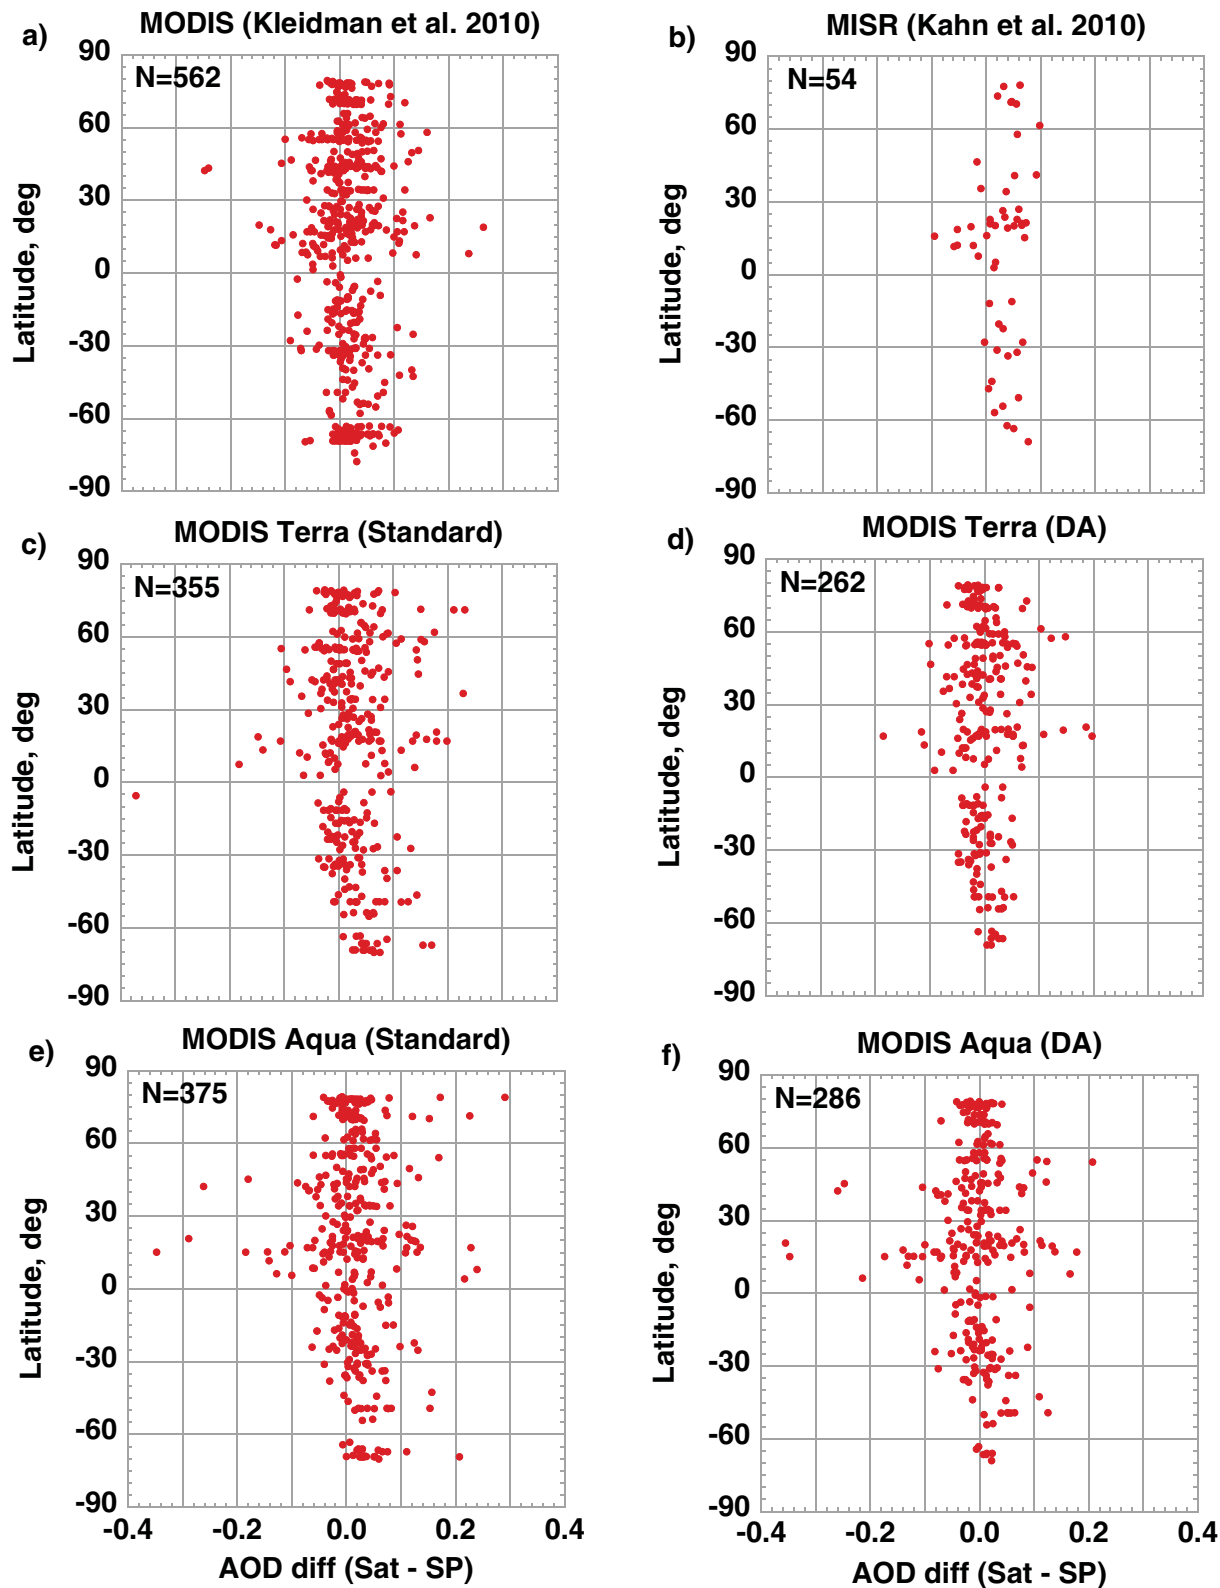 a)
MODIS (Kleidman et al. 2010)
N=562
90
60
30
0
-30
-60
-90
Latitude, deg
b)
MISR (Kahn et al. 2010)
N=54
90
60
30
0
-30
-60
-90
Latitude, deg
c)
MODIS Terra (Standard)
N=355
90
60
30
0
-30
-60
-90
Latitude, deg
d)
MODIS Terra (DA)
N=262
90
60
30
0
-30
-60
-90
Latitude, deg
e)
MODIS Aqua (Standard)
N=375
90
60
30
0
-30
-60
-90
Latitude, deg
-0.4 -0.2 0.0 0.2 0.4
AOD diff (Sat - SP)
f)
MODIS Aqua (DA)
N=286
90
60
30
0
-30
-60
-90
Latitude, deg
-0.4 -0.2 0.0 0.2 0.4
AOD diff (Sat - SP)